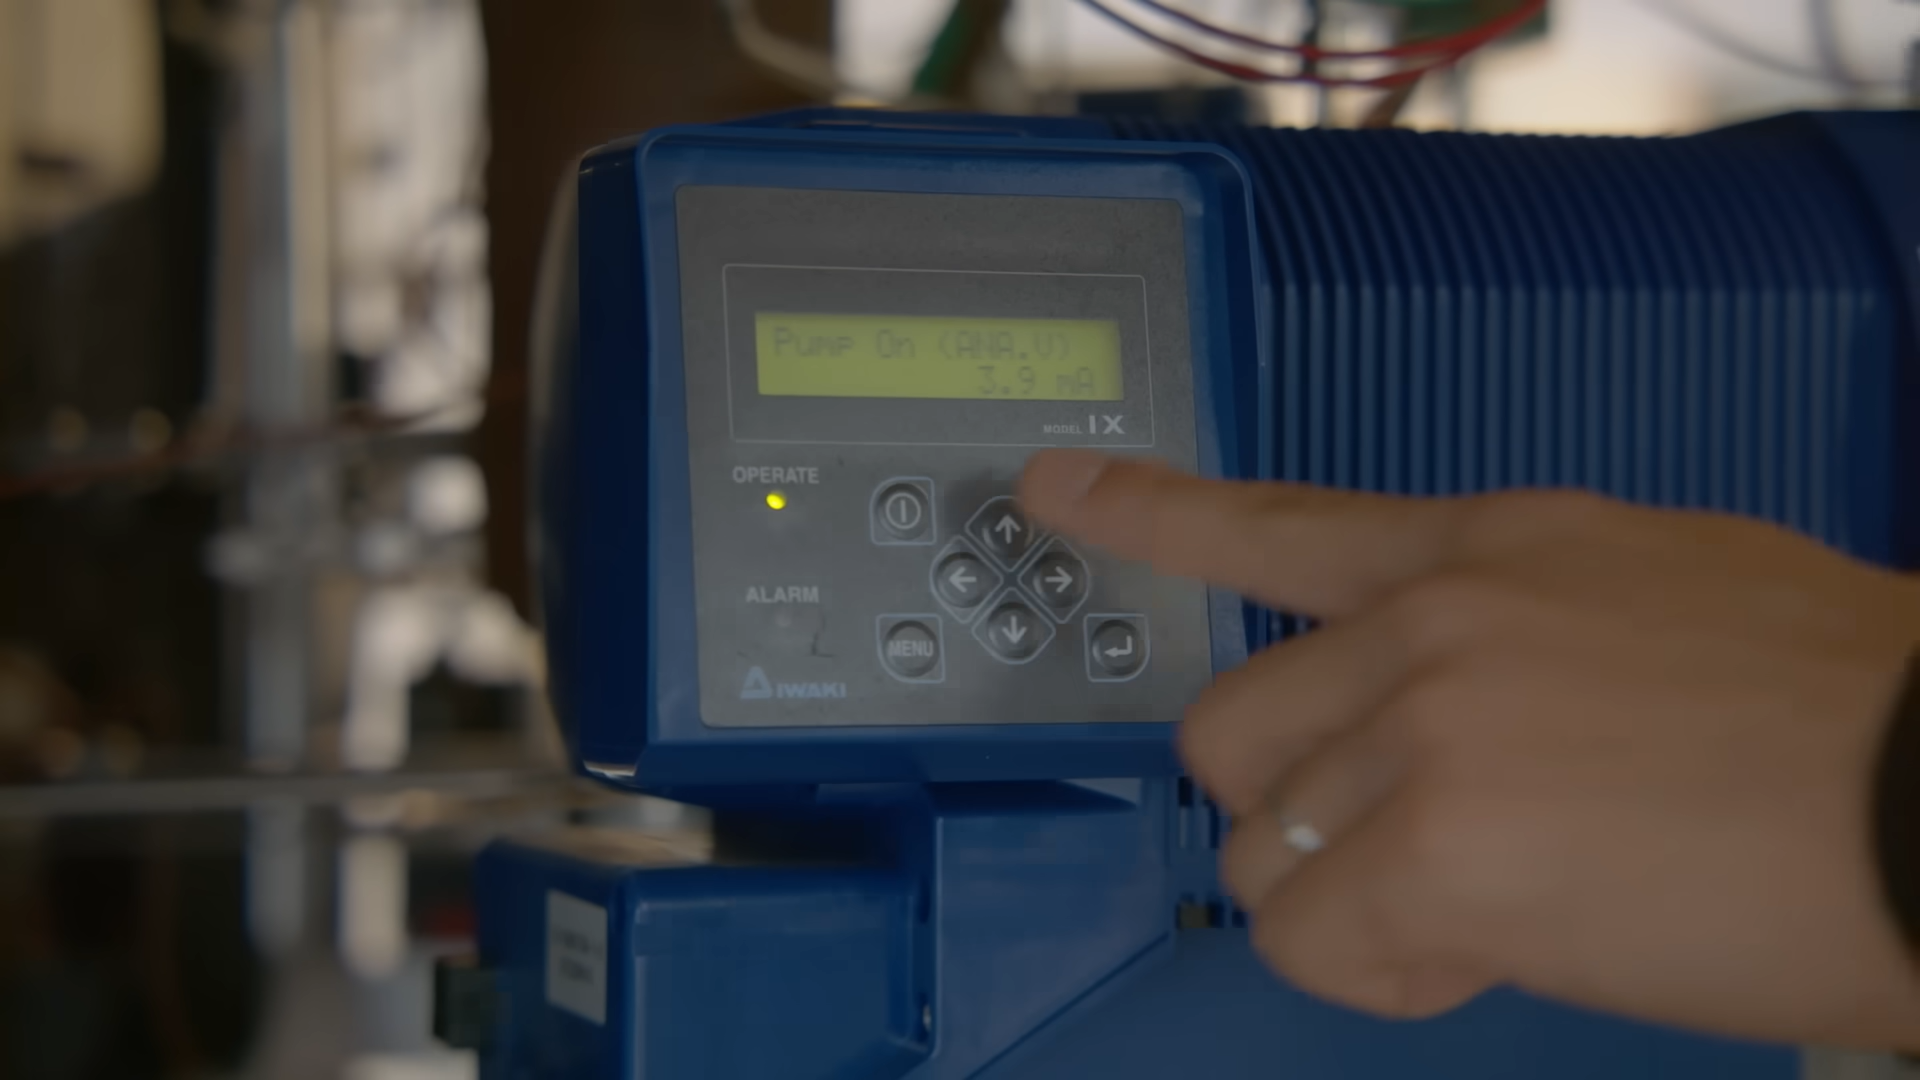 Pump On (ANA.V)
3.9 mA
MODEL IX
OPERATE
ALARM
MENU
IWAKI